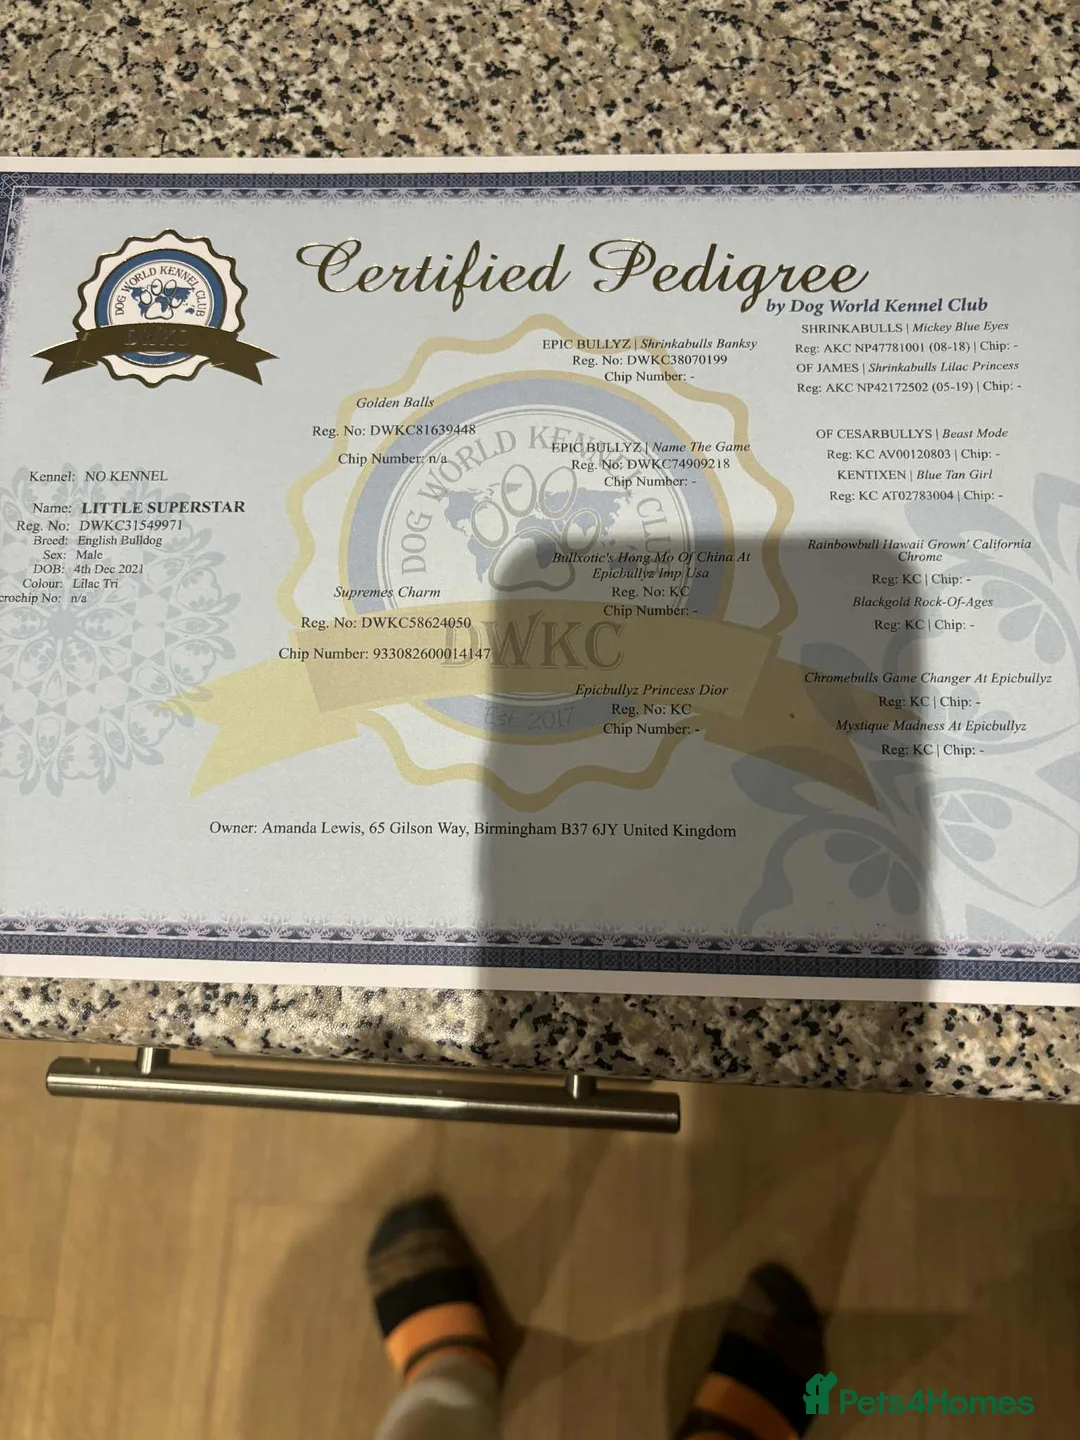 Certified Pedigree
by Dog World Kennel Club
DOG WORLD KENNEL CLUB
DWKC
Kennel: NO KENNEL
Name: LITTLE SUPERSTAR
Reg. No: DWKC31549971
Breed: English Bulldog
Sex: Male
DOB: 4th Dec 2021
Colour: Lilac Tri
crochip No: n/a
Golden Balls
Reg. No: DWKC81639448
Chip Number: n/a
Supremes Charm
Reg. No: DWKC58624050
Chip Number: 933082600014147
EPIC BULLYZ | Shrinkabulls Banksy
Reg. No: DWKC38070199
Chip Number: -
EPIC BULLYZ | Name The Game
Reg. No: DWKC74909218
Chip Number: -
Bullxotic's Hong Mo Of China At
Epicbullyz Imp Usa
Reg. No: KC
Chip Number: -
Epicbullyz Princess Dior
Reg. No: KC
Chip Number: -
SHRINKABULLS | Mickey Blue Eyes
Reg: AKC NP47781001 (08-18) | Chip: -
OF JAMES | Shrinkabulls Lilac Princess
Reg: AKC NP42172502 (05-19) | Chip: -
OF CESARBULLYS | Beast Mode
Reg: KC AV00120803 | Chip: -
KENTIXEN | Blue Tan Girl
Reg: KC AT02783004 | Chip: -
Rainbowbull Hawaii Grown' California
Chrome
Reg: KC | Chip: -
Blackgold Rock-Of-Ages
Reg: KC | Chip: -
Chromebulls Game Changer At Epicbullyz
Reg: KC | Chip: -
Mystique Madness At Epicbullyz
Reg: KC | Chip: -
DOG WORLD KENNEL CLUB
DWKC
Est 2017
Owner: Amanda Lewis, 65 Gilson Way, Birmingham B37 6JY United Kingdom
Pets4Homes